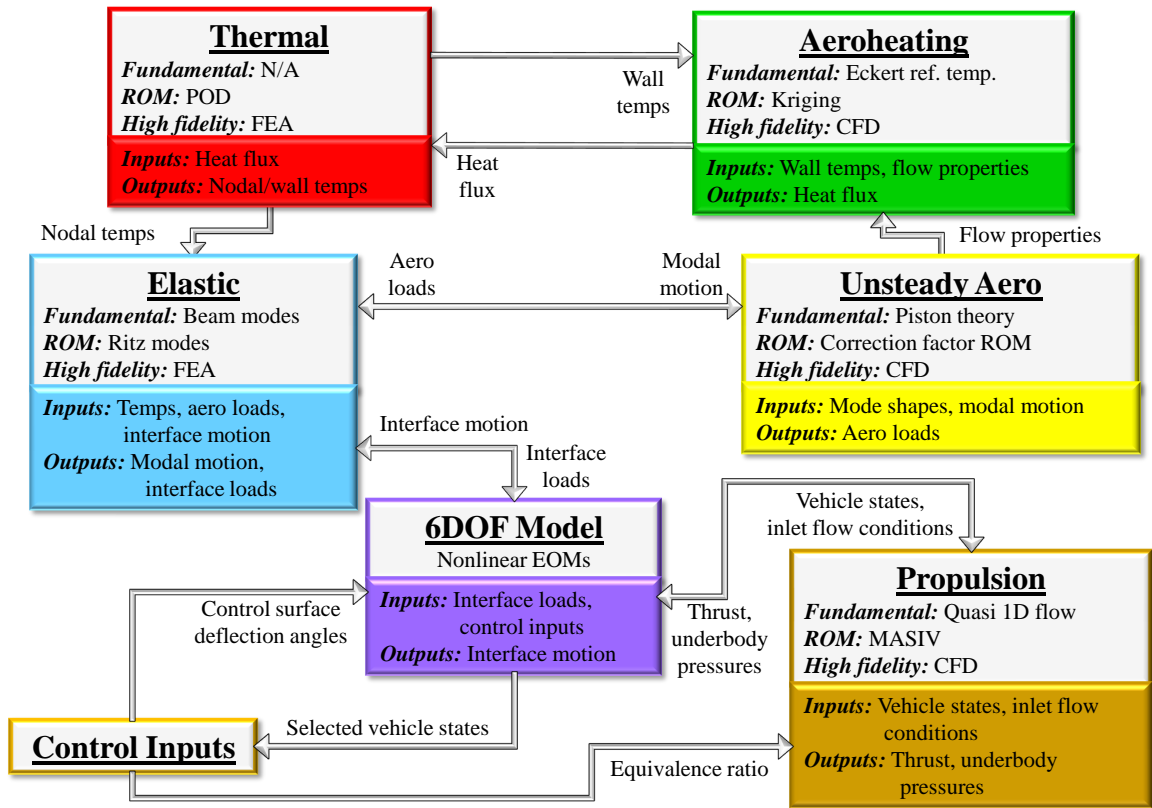 Thermal
Fundamental: N/A
ROM: POD
High fidelity: FEA
Inputs: Heat flux
Outputs: Nodal/wall temps
Wall
temps
Heat
flux
Aeroheating
Fundamental: Eckert ref. temp.
ROM: Kriging
High fidelity: CFD
Inputs: Wall temps, flow properties
Outputs: Heat flux
Nodal temps
Flow properties
Elastic
Fundamental: Beam modes
ROM: Ritz modes
High fidelity: FEA
Inputs: Temps, aero loads,
interface motion
Outputs: Modal motion,
interface loads
Aero
loads
Modal
motion
Unsteady Aero
Fundamental: Piston theory
ROM: Correction factor ROM
High fidelity: CFD
Inputs: Mode shapes, modal motion
Outputs: Aero loads
Interface motion
Interface
loads
6DOF Model
Nonlinear EOMs
Inputs: Interface loads,
control inputs
Outputs: Interface motion
Vehicle states,
inlet flow conditions
Thrust,
underbody
pressures
Propulsion
Fundamental: Quasi 1D flow
ROM: MASIV
High fidelity: CFD
Inputs: Vehicle states, inlet flow
conditions
Outputs: Thrust, underbody
pressures
Control surface
deflection angles
Selected vehicle states
Control Inputs
Equivalence ratio